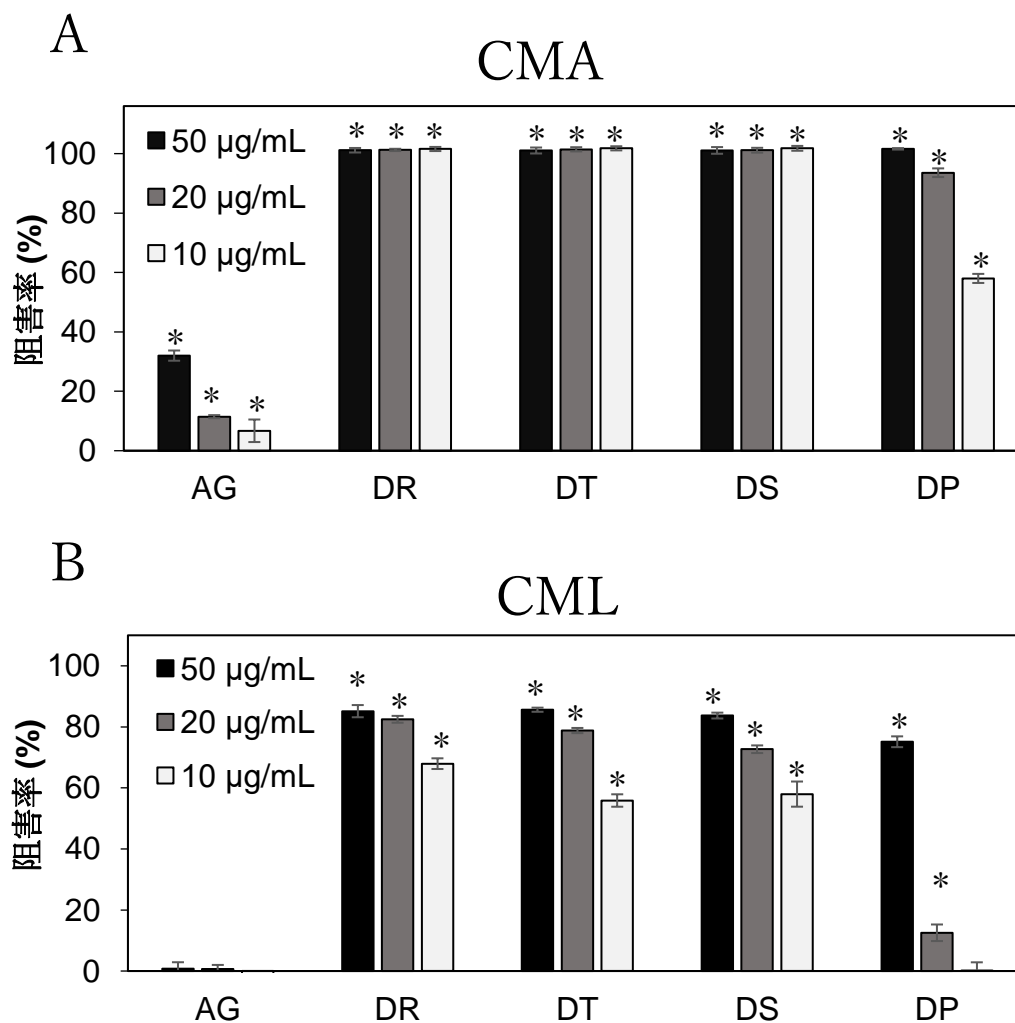 A
CMA
阻害率 (%)
100
80
60
40
20
0
50 µg/mL
20 µg/mL
10 µg/mL
* * * * * * * * * * * * * * *
AG DR DT DS DP
B
CML
阻害率 (%)
100
80
60
40
20
0
50 µg/mL
20 µg/mL
10 µg/mL
* * * * * * * * * * *
AG DR DT DS DP